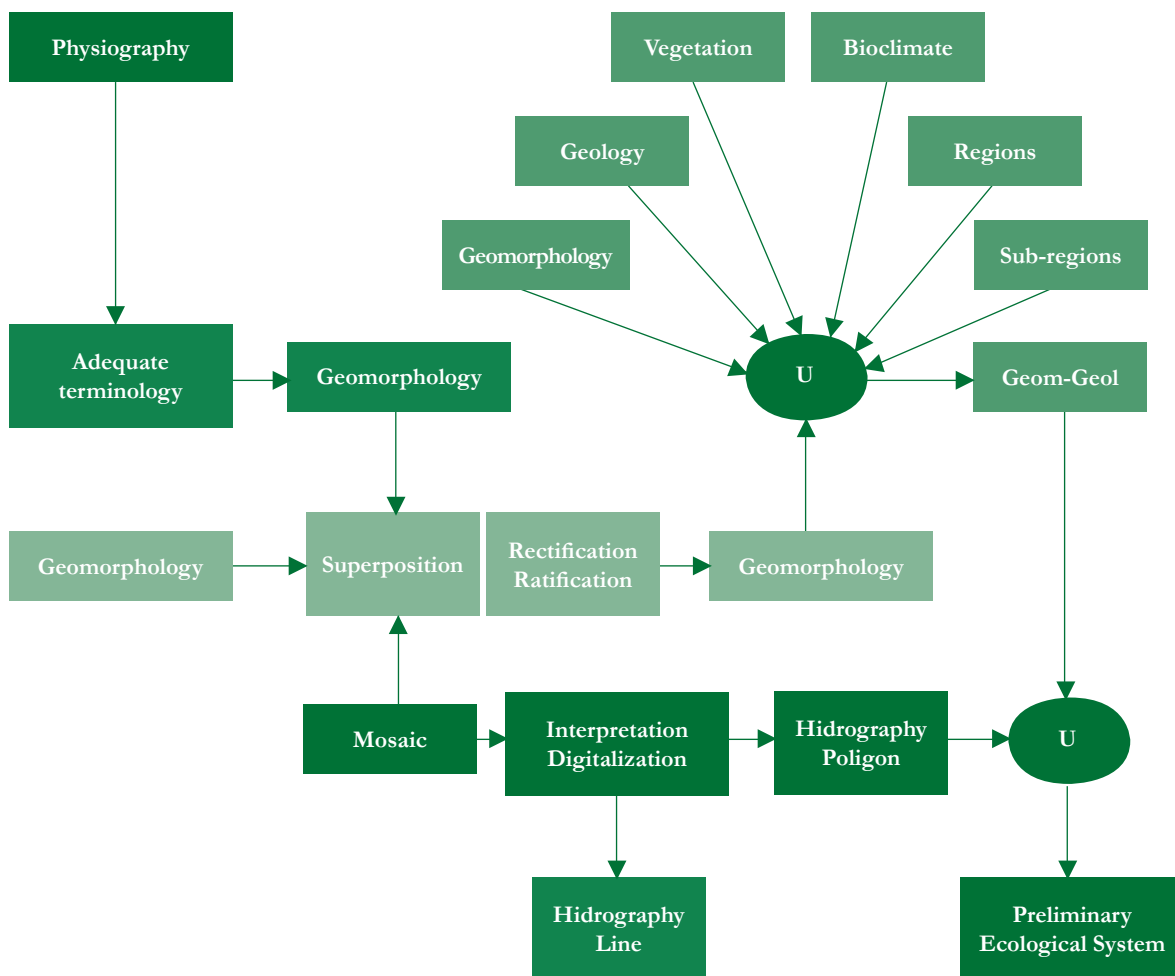 Physiography
Vegetation
Bioclimate
Geology
Regions
Geomorphology
Sub-regions
Adequate
terminology
Geomorphology
U
Geom-Geol
Geomorphology
Superposition
Rectification
Ratification
Geomorphology
Mosaic
Interpretation
Digitalization
Hidrography
Poligon
U
Hidrography
Line
Preliminary
Ecological System